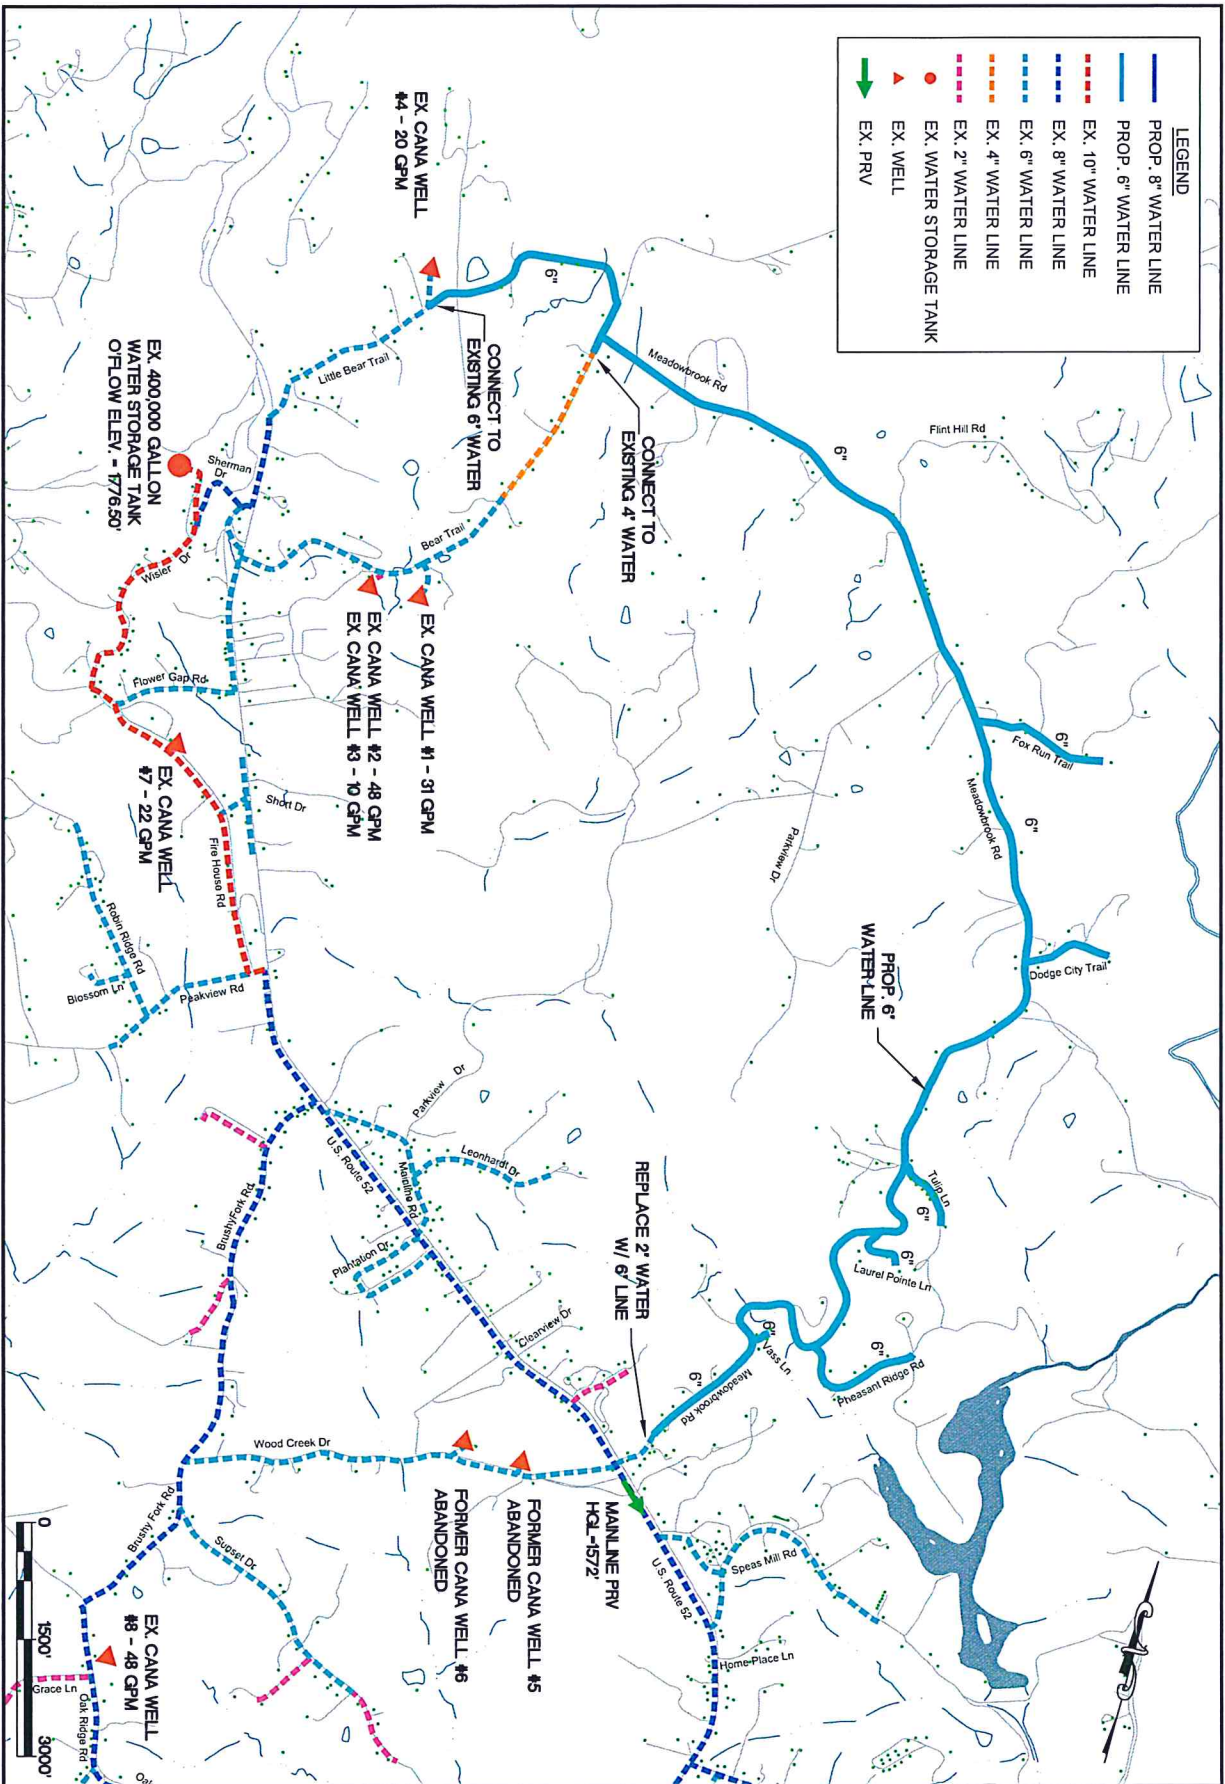 LEGEND
PROP. 8" WATER LINE
PROP. 6" WATER LINE
EX. 10" WATER LINE
EX. 8" WATER LINE
EX. 6" WATER LINE
EX. 4" WATER LINE
EX. 2" WATER LINE
EX. WATER STORAGE TANK
EX. WELL
EX. PRV
EX. CANA WELL
#4 - 20 GPM
6"
CONNECT TO
EXISTING 6" WATER
Little Bear Trail
CONNECT TO
EXISTING 4" WATER
Meadowbrook Rd
6"
Flint Hill Rd
EX. 400,000 GALLON
WATER STORAGE TANK
O'FLOW ELEV. = 1776.50'
Sherman
Dr
Wisler Dr
Bear Trail
EX. CANA WELL #1 - 31 GPM
EX. CANA WELL #2 - 48 GPM
EX. CANA WELL #3 - 10 GPM
Flower Gap Rd
EX. CANA WELL
#7 - 22 GPM
Short Dr
Fire House Rd
Robin Ridge Rd
Blossom Ln
Peakview Rd
Parkview Dr
6"
Fox Run Trail
Meadowbrook Rd
6"
Dodge City Trail
PROP. 6"
WATER LINE
Parkview Dr
Leonhardt Dr
Mainline Rd
U.S. Route 52
Brushy Fork Rd
Plantation Dr
Clearview Dr
Tulip Ln
6"
6"
Laurel Pointe Ln
REPLACE 2" WATER
W/ 6" LINE
6"
Vass Ln
6"
Pheasant Ridge Rd
6"
Meadowbrook Rd
Wood Creek Dr
FORMER CANA WELL #5
ABANDONED
FORMER CANA WELL #6
ABANDONED
MAINLINE PRV
HGL=1572'
Speas Mill Rd
U.S. Route 52
Home Place Ln
Brushy Fork Rd
Sunset Dr
EX. CANA WELL
#8 - 48 GPM
Grace Ln
Oak Ridge Rd
0
1500'
3000'